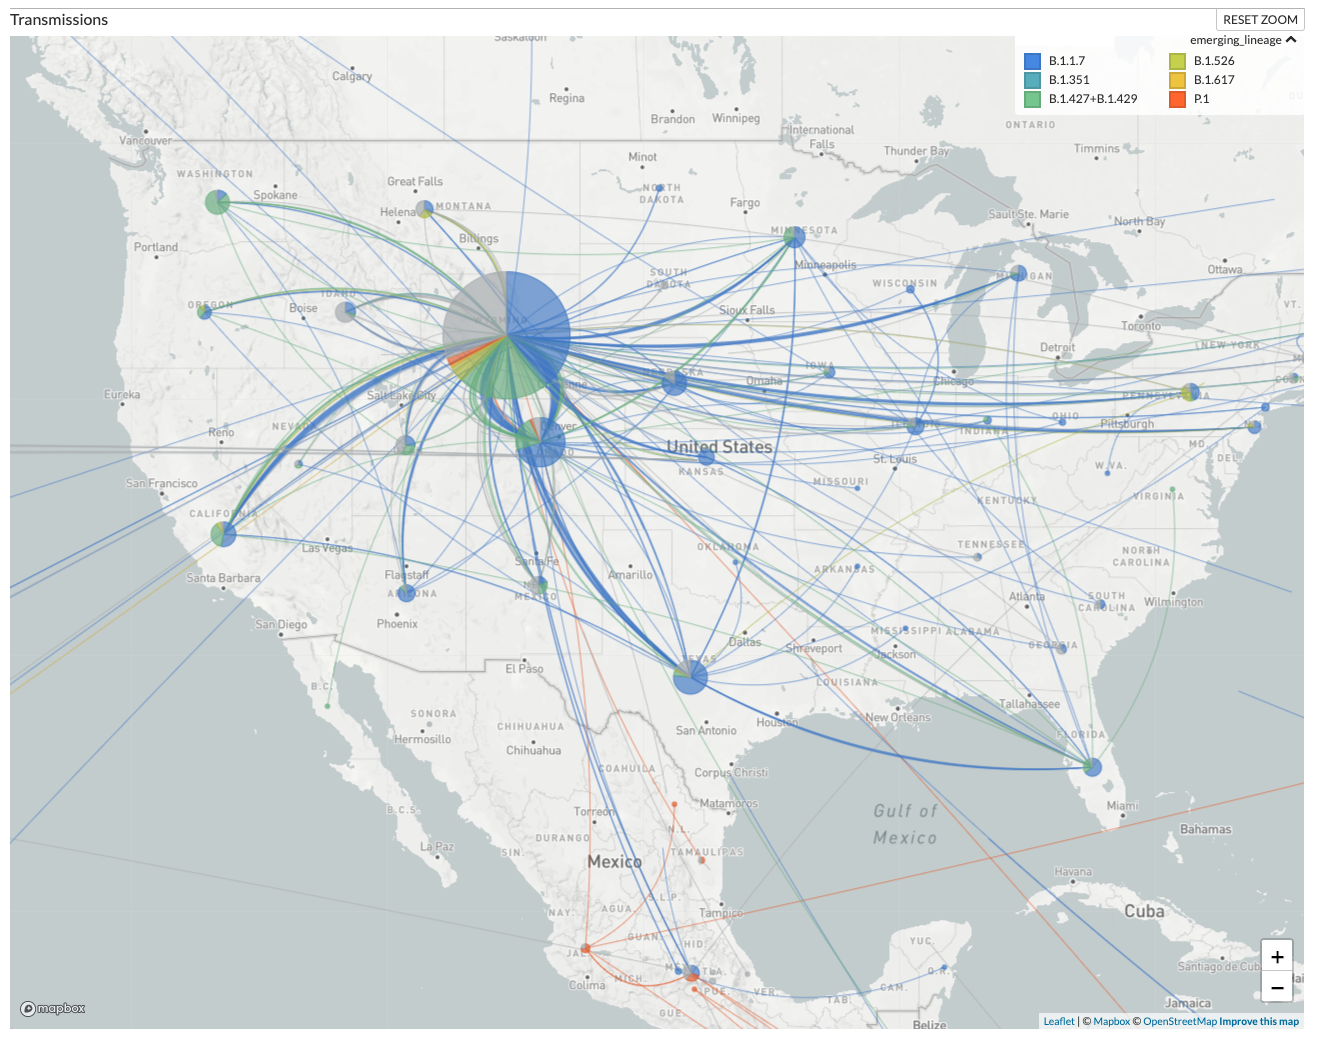 Transmissions
RESET ZOOM
emerging_lineage
B.1.1.7
B.1.351
B.1.427+B.1.429
B.1.526
B.1.617
P.1
Saskatoon
Calgary
Regina
Brandon
Winnipeg
ONTARIO
International
Falls
Thunder Bay
Timmins
Vancouver
WASHINGTON
Spokane
Great Falls
Helena
MONTANA
Minot
NORTH
DAKOTA
Fargo
MINNESOTA
Sault Ste. Marie
North Bay
Portland
Billings
Minneapolis
SOUTH
DAKOTA
WISCONSIN
Ottawa
OREGON
IDAHO
Boise
Sioux Falls
Toronto
VT.
Detroit
NEW YORK
Eureka
Salt Lake City
Omaha
IOWA
Chicago
PENNSYLVANIA
Reno
United States
INDIANA
OHIO
Pittsburgh
San Francisco
KANSAS
St. Louis
MISSOURI
W.VA.
MD.
DEL.
VIRGINIA
CALIFORNIA
KENTUCKY
Las Vegas
Santa Fe
OKLAHOMA
TENNESSEE
NORTH
CAROLINA
Santa Barbara
Flagstaff
ARIZONA
NEW
MEXICO
Amarillo
ARKANSAS
Atlanta
SOUTH
CAROLINA
Wilmington
San Diego
Phoenix
Dallas
Shreveport
MISSISSIPPI
ALABAMA
Jackson
GEORGIA
El Paso
TEXAS
LOUISIANA
B.C.
SONORA
Hermosillo
CHIHUAHUA
Chihuahua
San Antonio
Houston
New Orleans
Tallahassee
FLORIDA
COAHUILA
Corpus Christi
B.C.S.
Torreón
Matamoros
N.L.
Gulf of
Mexico
Miami
Bahamas
DURANGO
SIN.
La Paz
Mexico
TAMAULIPAS
Havana
S.L.P.
NAY.
AGUA.
Tampico
Cuba
GUAN.
HID.
JAL.
YUC.
Q.R.
Colima
MICH.
PUE.
VER.
TAB.
CAM.
GUE.
Santiago de Cuba
Jamaica
Belize
+
−
mapbox
Leaflet | © Mapbox © OpenStreetMap Improve this map